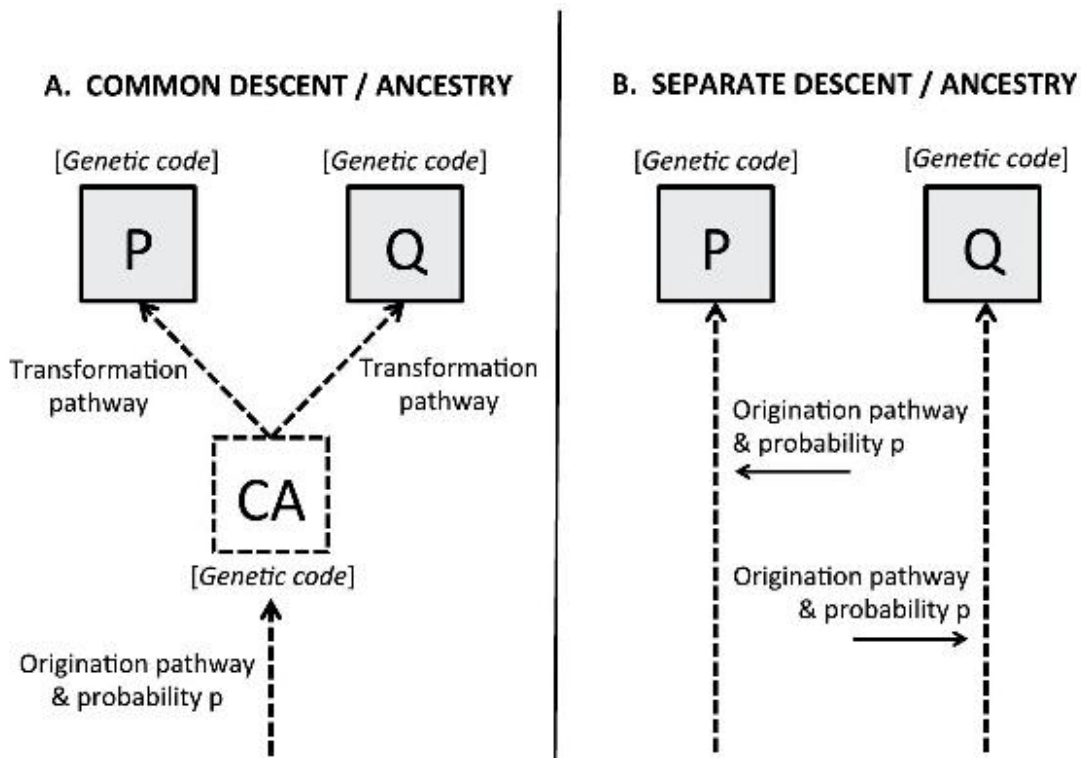 A. COMMON DESCENT / ANCESTRY
[Genetic code]
[Genetic code]
P
Q
Transformation
pathway
Transformation
pathway
CA
[Genetic code]
Origination pathway
& probability p
B. SEPARATE DESCENT / ANCESTRY
[Genetic code]
[Genetic code]
P
Q
Origination pathway
& probability p
Origination pathway
& probability p